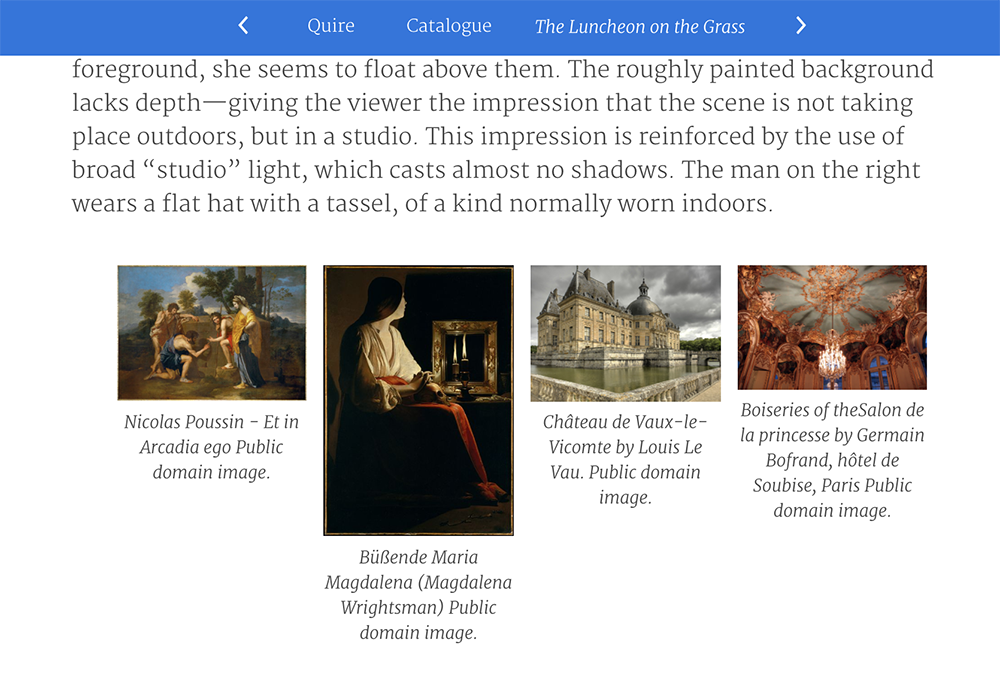 Quire Catalogue The Luncheon on the Grass
foreground, she seems to float above them. The roughly painted background
lacks depth—giving the viewer the impression that the scene is not taking
place outdoors, but in a studio. This impression is reinforced by the use of
broad “studio” light, which casts almost no shadows. The man on the right
wears a flat hat with a tassel, of a kind normally worn indoors.
Nicolas Poussin - Et in
Arcadia ego Public
domain image.
Büßende Maria
Magdalena (Magdalena
Wrightsman) Public
domain image.
Château de Vaux-le-
Vicomte by Louis Le
Vau. Public domain
image.
Boiseries of theSalon de
la princesse by Germain
Bofrand, hôtel de
Soubise, Paris Public
domain image.